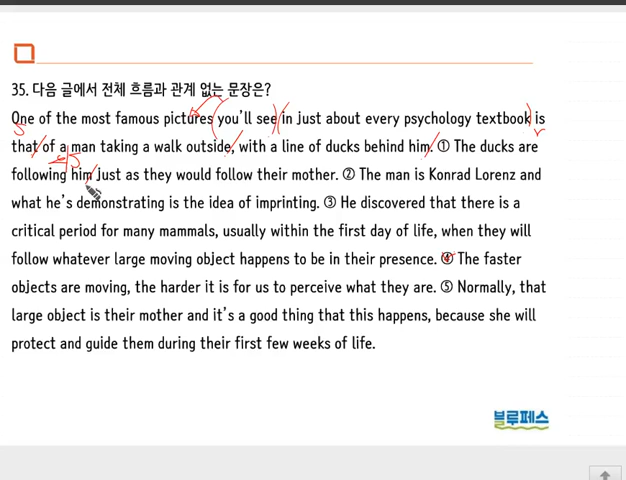 35. 다음 글에서 전체 흐름과 관계 없는 문장은?
One of the most famous pictures you'll see in just about every psychology textbook is
that of a man taking a walk outside, with a line of ducks behind him. ① The ducks are
following him just as they would follow their mother. ② The man is Konrad Lorenz and
what he's demonstrating is the idea of imprinting. ③ He discovered that there is a
critical period for many mammals, usually within the first day of life, when they will
follow whatever large moving object happens to be in their presence. ④ The faster
objects are moving, the harder it is for us to perceive what they are. ⑤ Normally, that
large object is their mother and it's a good thing that this happens, because she will
protect and guide them during their first few weeks of life.
블루페스